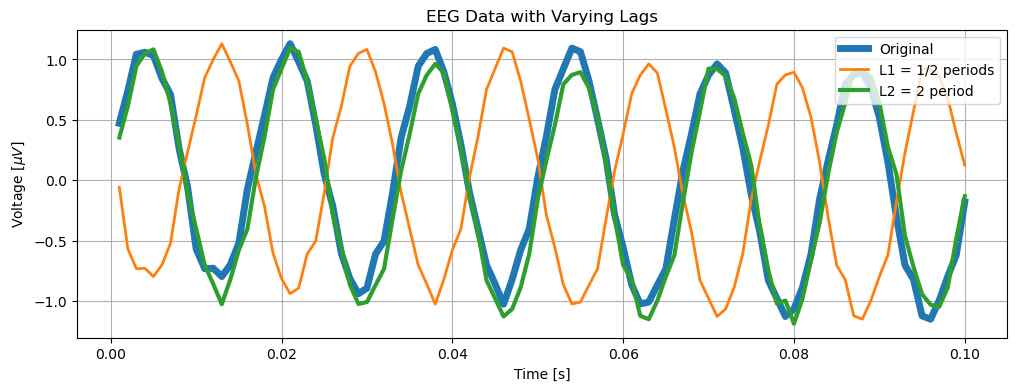 EEG Data with Varying Lags
Original
L1 = 1/2 periods
L2 = 2 period
Voltage [μV]
1.0
0.5
0.0
−0.5
−1.0
0.00 0.02 0.04 0.06 0.08 0.10
Time [s]